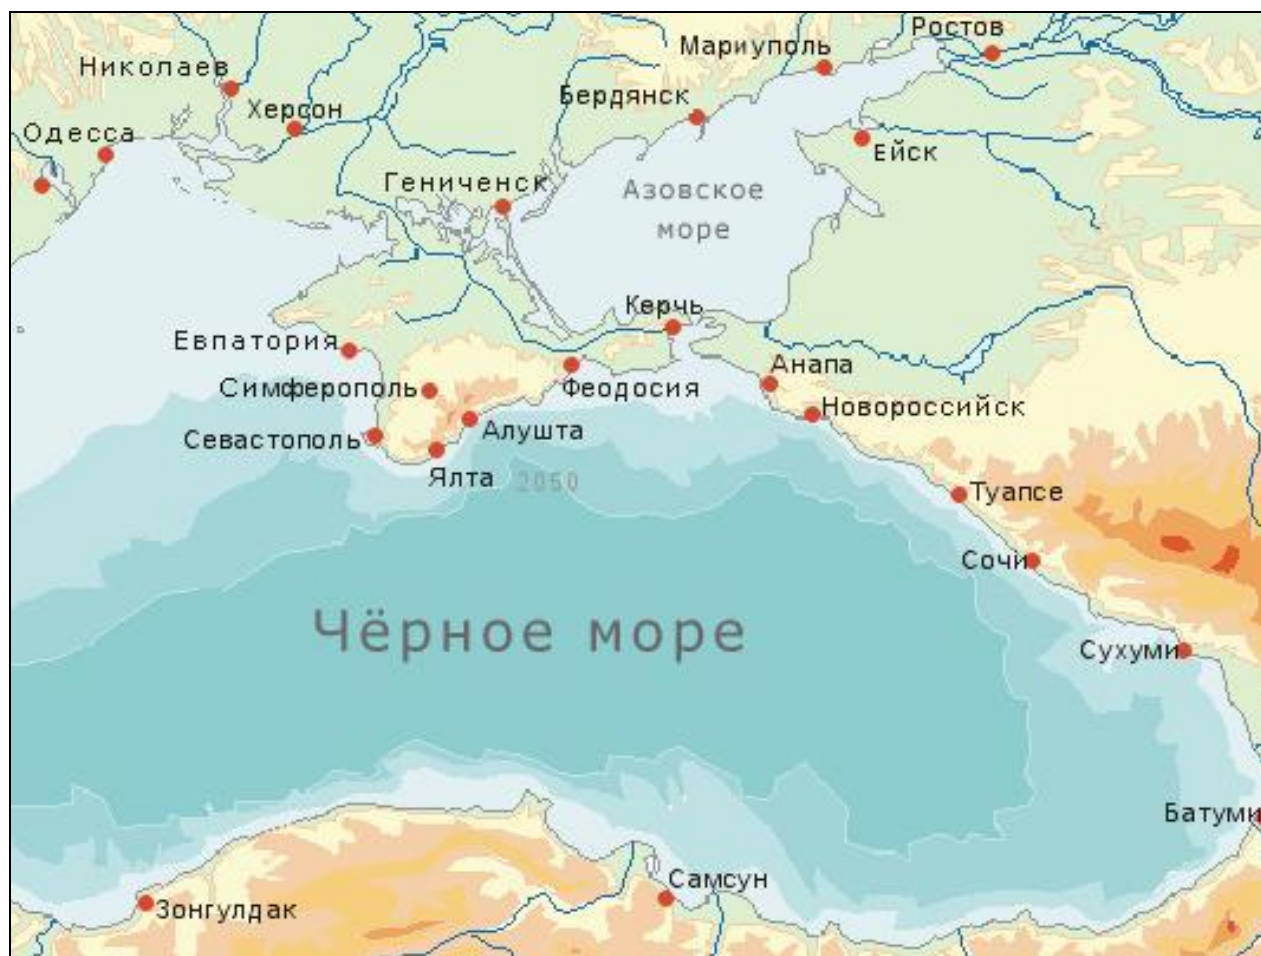 Ростов
Мариуполь
Николаев
Бердянск
Херсон
Одесса
Ейск
Геническ
Азовское
море
Керчь
Евпатория
Анапа
Симферополь
Феодосия
Новороссийск
Севастополь
Алушта
Ялта
2050
Туапсе
Сочи
Чёрное море
Сухуми
Батуми
Самсун
Зонгулдак